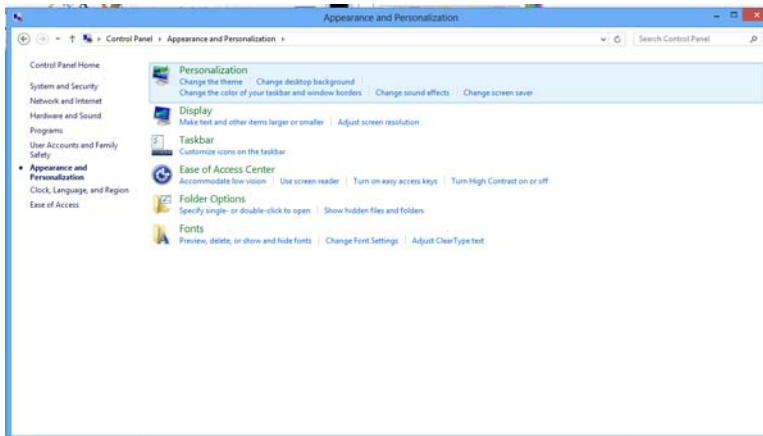 Appearance and Personalization
Control Panel ▸ Appearance and Personalization ▸
Search Control Panel
Control Panel Home
System and Security
Network and Internet
Hardware and Sound
Programs
User Accounts and Family
Safety
Appearance and
Personalization
Clock, Language, and Region
Ease of Access
Personalization
Change the theme | Change desktop background
Change the color of your taskbar and window borders | Change sound effects | Change screen saver
Display
Make text and other items larger or smaller | Adjust screen resolution
Taskbar
Customize icons on the taskbar
Ease of Access Center
Accommodate low vision | Use screen reader | Turn on easy access keys | Turn High Contrast on or off
Folder Options
Specify single- or double-click to open | Show hidden files and folders
Fonts
Preview, delete, or show and hide fonts | Change Font Settings | Adjust ClearType text